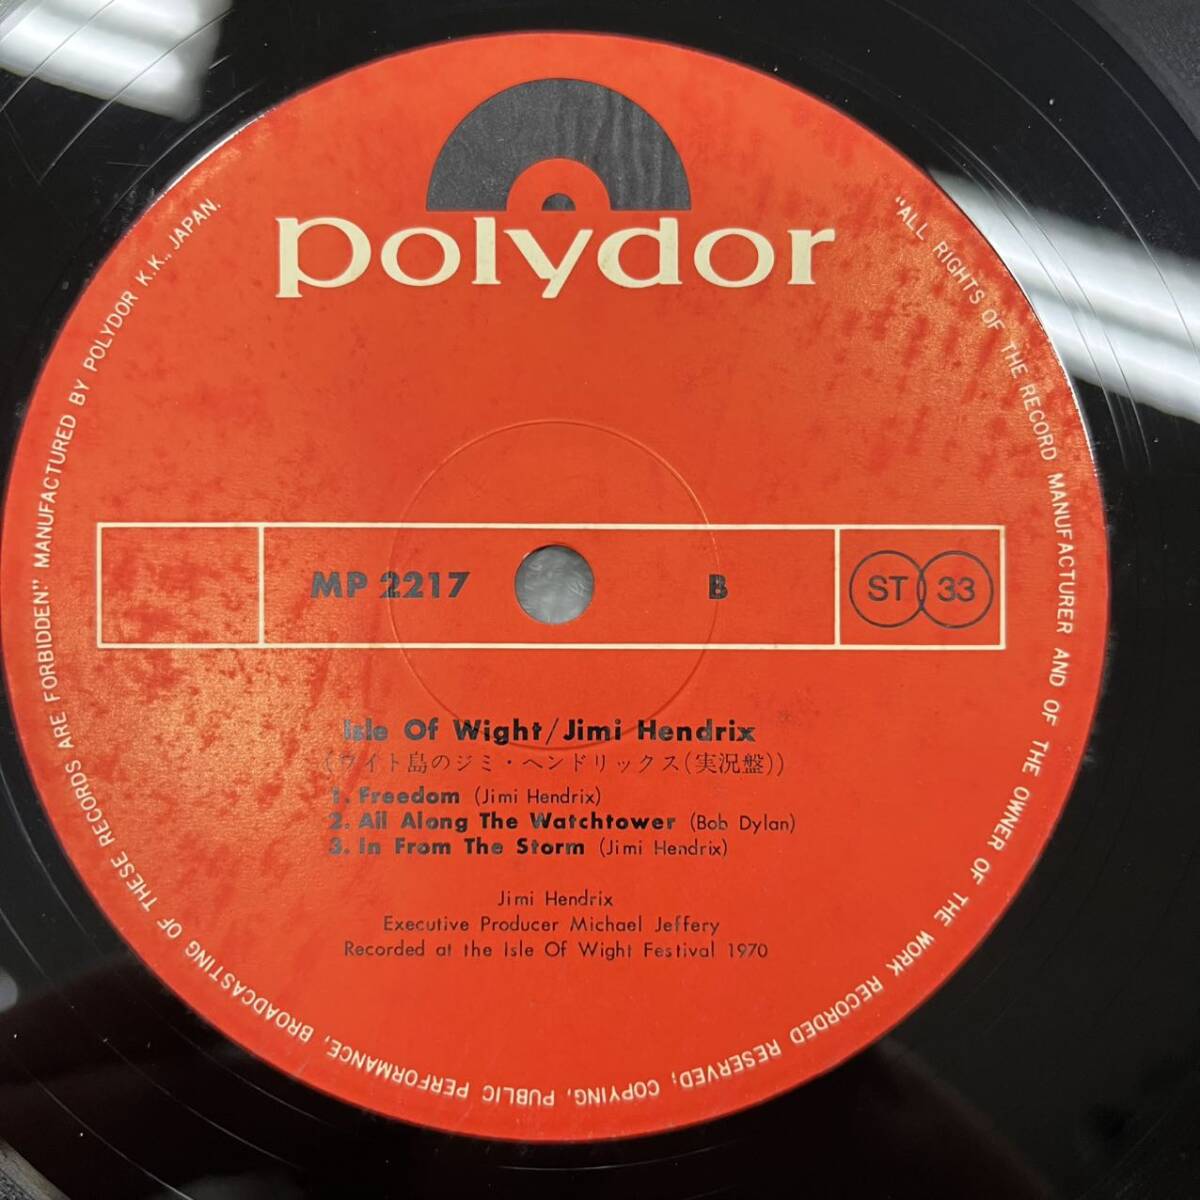 polydor
MP 2217
B
ST 33
Isle Of Wight/Jimi Hendrix
(ワイト島のジミ・ヘンドリックス(実況盤))
1. Freedom (Jimi Hendrix)
2. All Along The Watchtower (Bob Dylan)
3. In From The Storm (Jimi Hendrix)
Jimi Hendrix
Executive Producer Michael Jeffery
Recorded at the Isle Of Wight Festival 1970
"ALL RIGHTS OF THE RECORD MANUFACTURER AND OF THE OWNER OF THE WORK RECORDED RESERVED; COPYING, PUBLIC PERFORMANCE, BROADCASTING OF THESE RECORDS ARE FORBIDDEN." MANUFACTURED BY POLYDOR K.K., JAPAN.